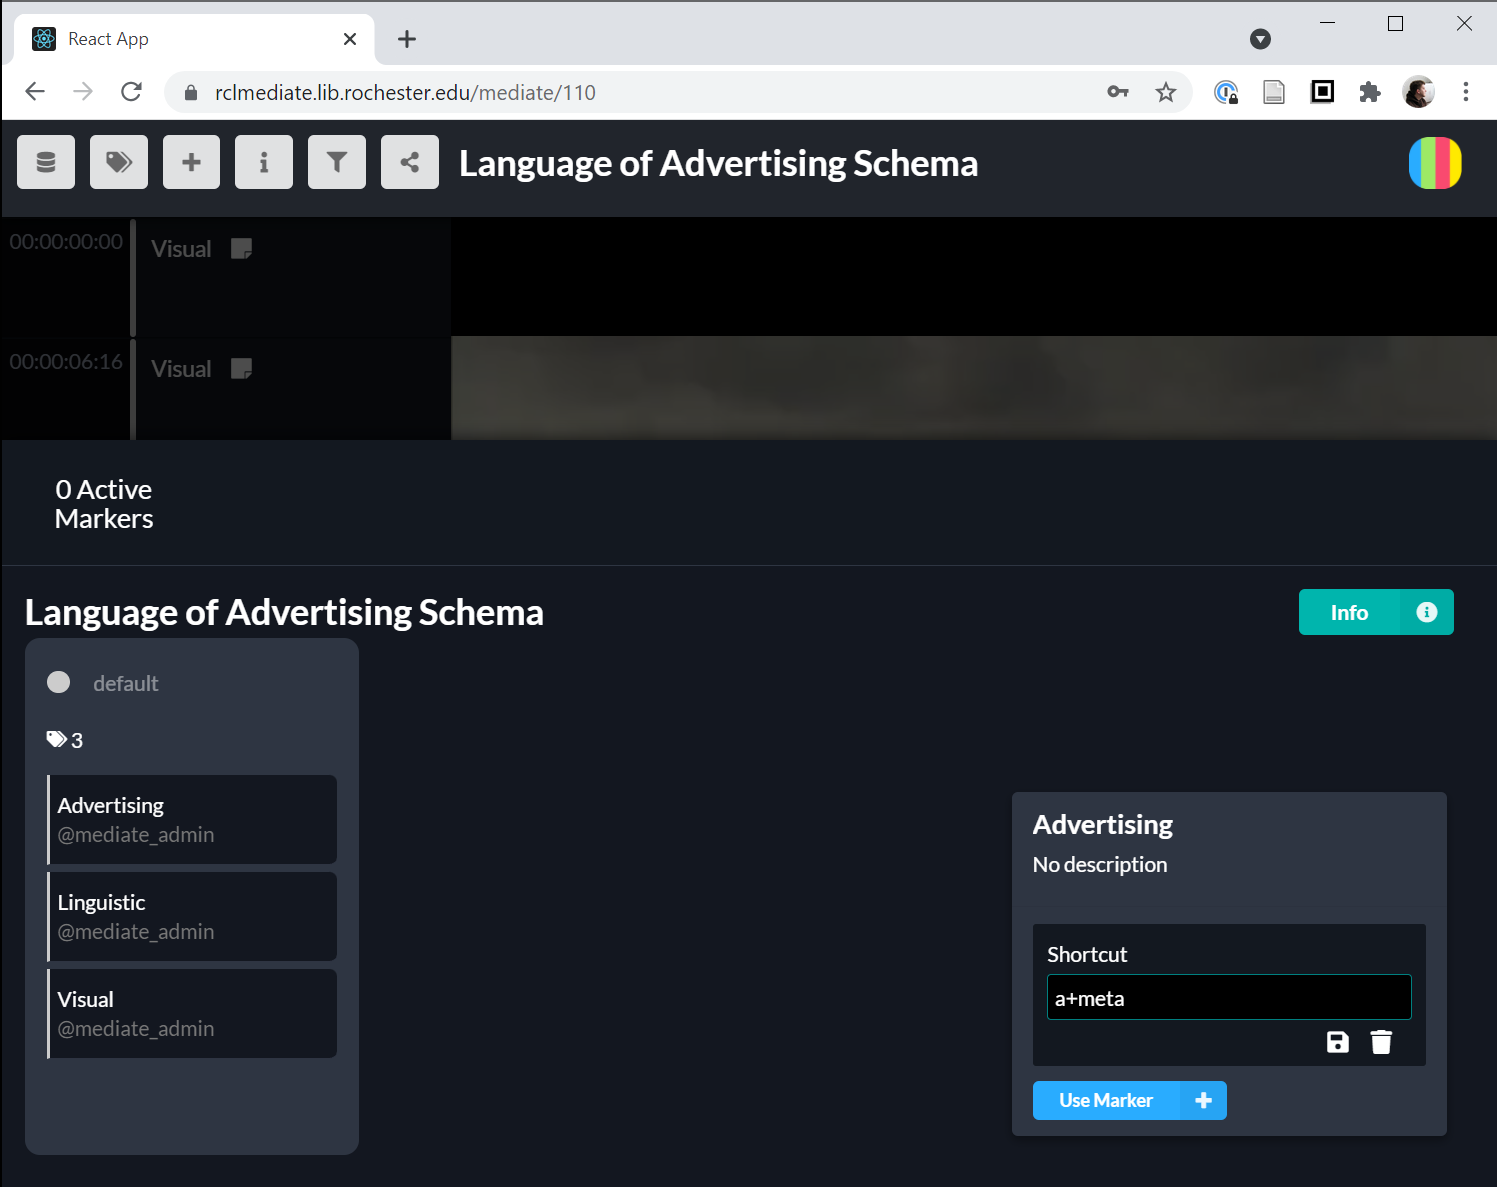 React App
rclmediate.lib.rochester.edu/mediate/110
Language of Advertising Schema
00:00:00:00 Visual
00:00:06:16 Visual
0 Active
Markers
Language of Advertising Schema
Info
default
3
Advertising
@mediate_admin
Linguistic
@mediate_admin
Visual
@mediate_admin
Advertising
No description
Shortcut
a+meta
Use Marker